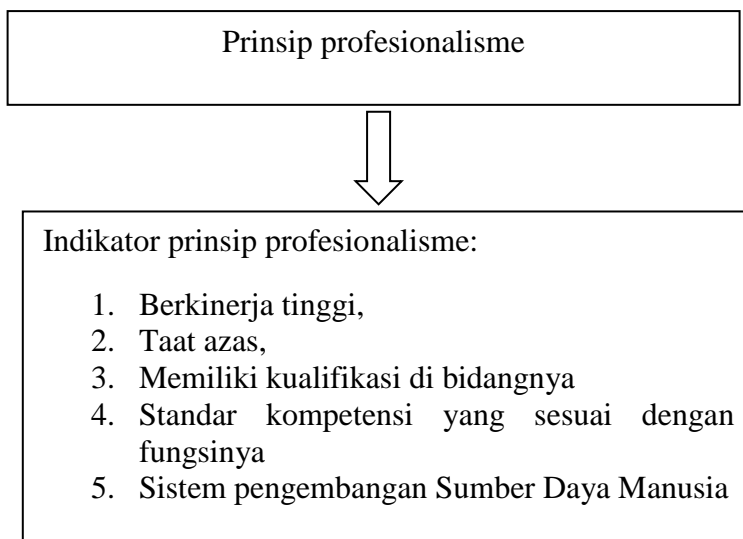 Prinsip profesionalisme
Indikator prinsip profesionalisme:
1. Berkinerja tinggi,
2. Taat azas,
3. Memiliki kualifikasi di bidangnya
4. Standar kompetensi yang sesuai dengan
fungsinya
5. Sistem pengembangan Sumber Daya Manusia